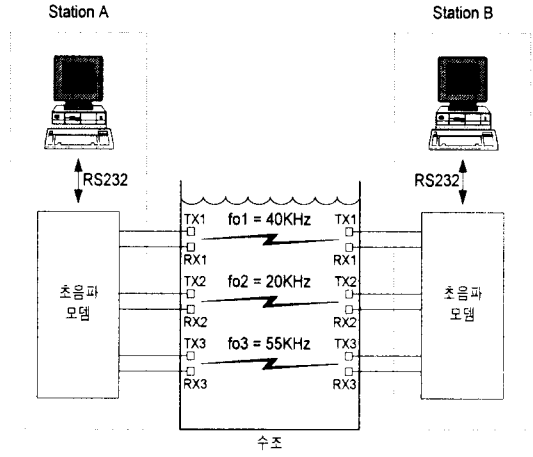 Station A
Station B
RS232
RS232
TX1
fo1 = 40KHz
TX1
RX1
RX1
TX2
fo2 = 20KHz
TX2
RX2
RX2
TX3
fo3 = 55KHz
TX3
RX3
RX3
초음파
모뎀
초음파
모뎀
수조